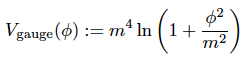 V_gauge(ϕ) := m⁴ ln(1 + ϕ²/m²)